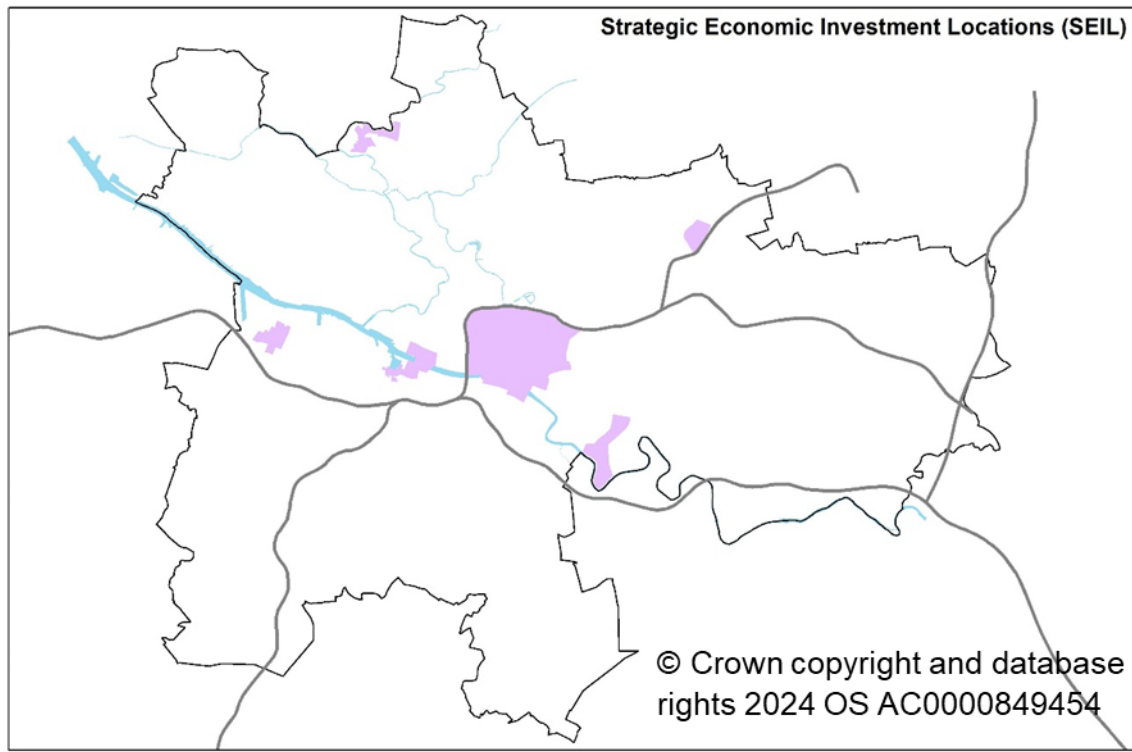 Strategic Economic Investment Locations (SEIL)
© Crown copyright and database
rights 2024 OS AC0000849454